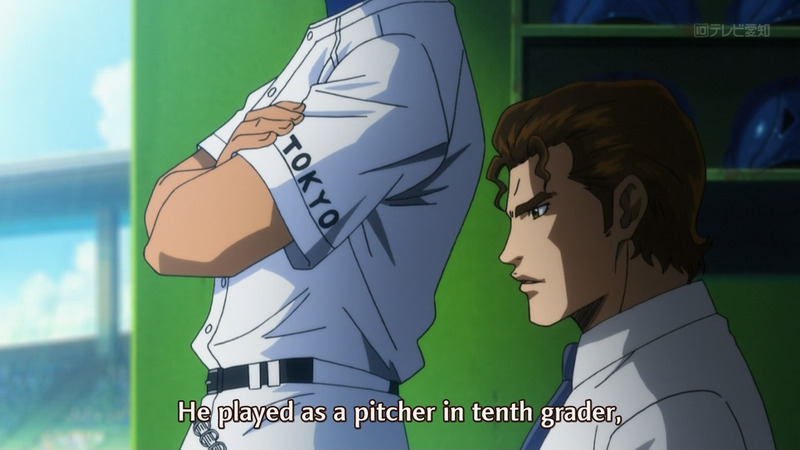 テレビ愛知
TOKYO
He played as a pitcher in tenth grader,